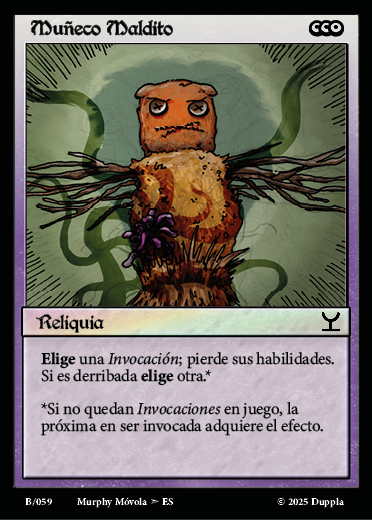 Muñeco Maldito
Reliquia
Elige una Invocación; pierde sus habilidades.
Si es derribada elige otra.*
*Si no quedan Invocaciones en juego, la
próxima en ser invocada adquiere el efecto.
B/059 Murphy Móvola ➣ ES © 2025 Duppla